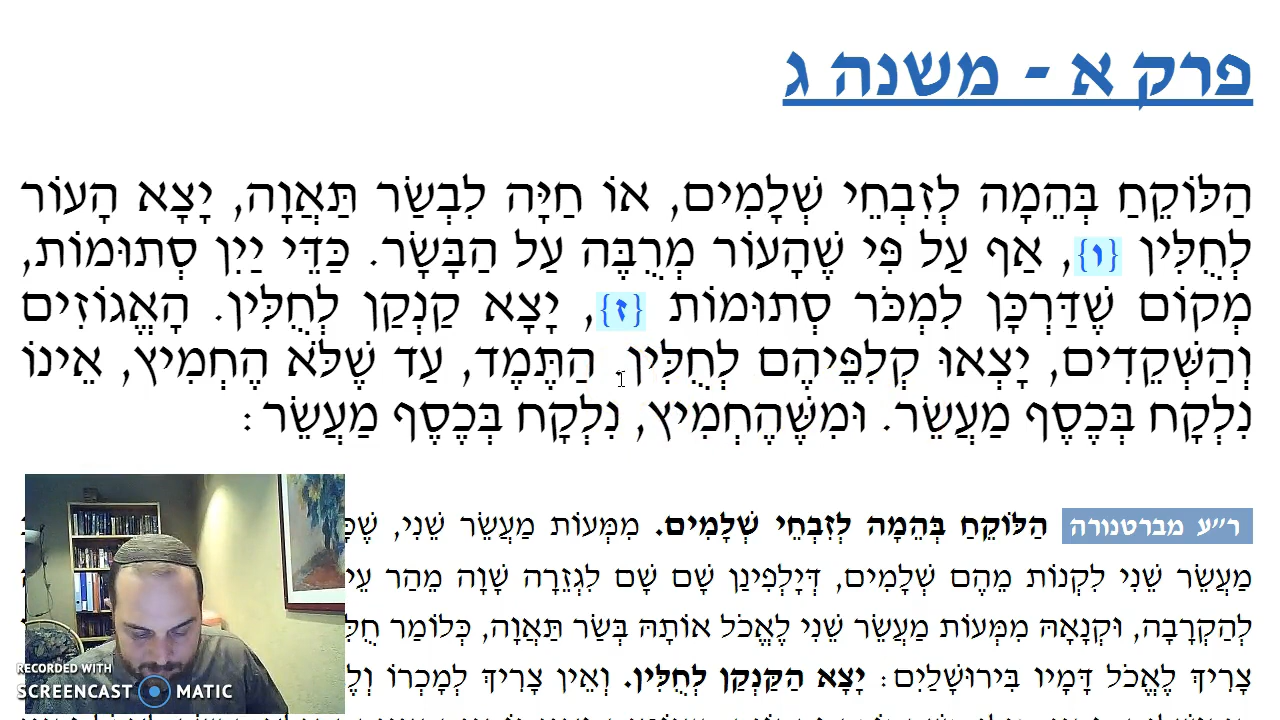 פרק א - משנה ג
הַלּוֹקֵחַ בְּהֵמָה לְזִבְחֵי שְׁלָמִים, אוֹ חַיָּה לִבְשַׂר תַּאֲוָה, יָצָא הָעוֹר
לְחֻלִּין {ו}, אַף עַל פִּי שֶׁהָעוֹר מְרֻבֶּה עַל הַבָּשָׂר. כַּדֵּי יַיִן סְתוּמוֹת,
מְקוֹם שֶׁדַּרְכָּן לִמְכֹּר סְתוּמוֹת {ז}, יָצָא קַנְקַן לְחֻלִּין. הָאֱגוֹזִים
וְהַשְּׁקֵדִים, יָצְאוּ קְלִפֵּיהֶם לְחֻלִּין. הַתֶּמֶד, עַד שֶׁלֹּא הֶחְמִיץ, אֵינוֹ
נִלְקָח בְּכֶסֶף מַעֲשֵׂר. וּמִשֶּׁהֶחְמִיץ, נִלְקָח בְּכֶסֶף מַעֲשֵׂר:
ר"ע מברטנורה הַלּוֹקֵחַ בְּהֵמָה לְזִבְחֵי שְׁלָמִים. מִמְּעוֹת מַעֲשֵׂר שֵׁנִי,
מַעֲשֵׂר שֵׁנִי לִקְנוֹת מֵהֶם שְׁלָמִים, דְּיָלְפִינַן שָׁם שָׁם לִגְזֵרָה שָׁוָה מֵהַר
לְהַקְרָבָה, וּקְנָאָהּ מִמְּעוֹת מַעֲשֵׂר שֵׁנִי לֶאֱכֹל אוֹתָהּ בְּשַׂר תַּאֲוָה, כְּלוֹמַר
צָרִיךְ לֶאֱכֹל דָּמָיו בִּירוּשָׁלַיִם: יָצָא הַקַּנְקַן לְחֻלִּין. וְאֵין צָרִיךְ לְמָכְרוֹ
RECORDED WITH
SCREENCAST MATIC